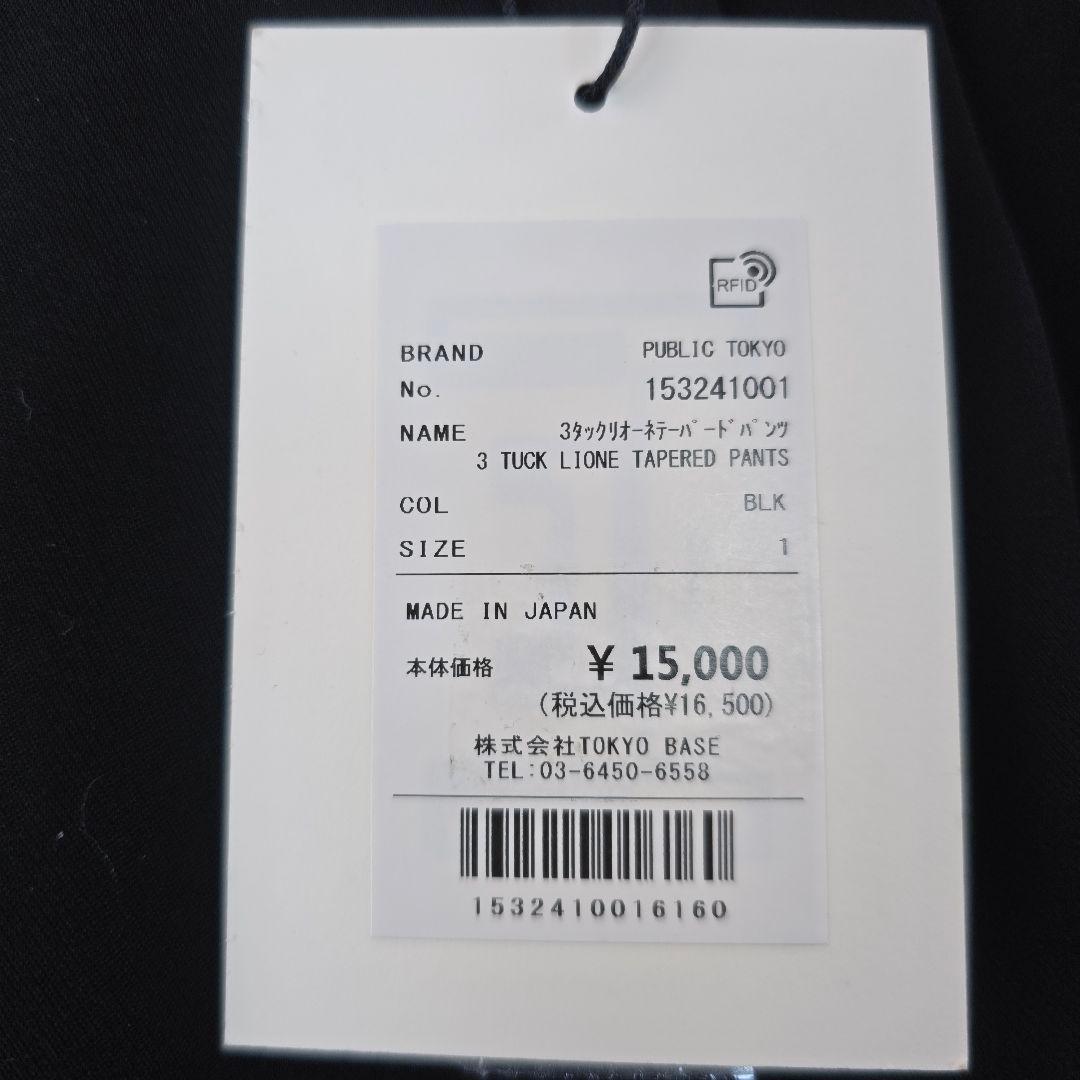 RFID
BRAND PUBLIC TOKYO
No. 153241001
NAME 3ﾀｯｸﾘｵｰﾈﾃｰﾊﾟｰﾄﾞﾊﾟﾝﾂ
3 TUCK LIONE TAPERED PANTS
COL BLK
SIZE 1
MADE IN JAPAN
本体価格 ¥ 15,000
(税込価格¥16,500)
株式会社TOKYO BASE
TEL:03-6450-6558
1532410016160